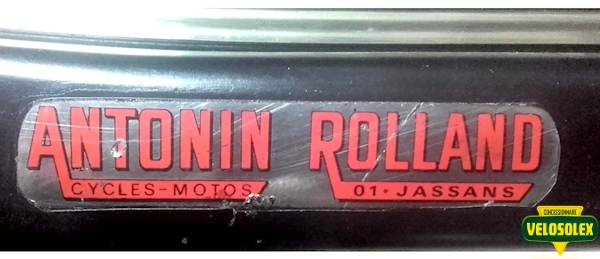 ANTONIN ROLLAND
CYCLES-MOTOS 01·JASSANS
CONCESSIONNAIRE
VELOSOLEX